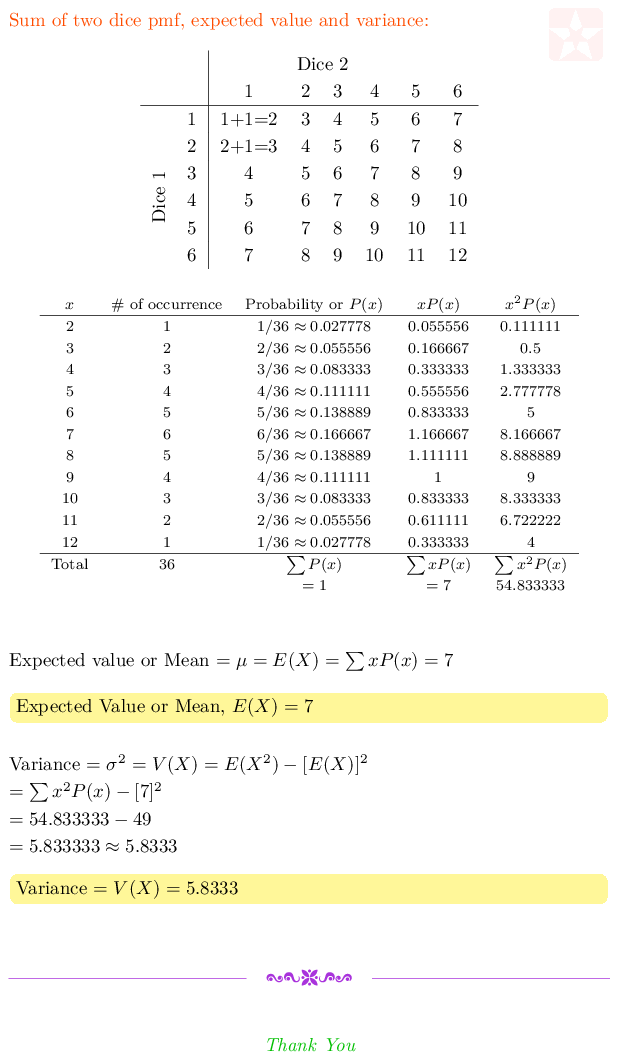 Sum of two dice pmf, expected value and variance:
Dice 2
1 2 3 4 5 6
Dice 1
1 1+1=2 3 4 5 6 7
2 2+1=3 4 5 6 7 8
3 4 5 6 7 8 9
4 5 6 7 8 9 10
5 6 7 8 9 10 11
6 7 8 9 10 11 12
x # of occurrence Probability or P(x) xP(x) x²P(x)
2 1 1/36 ≈ 0.027778 0.055556 0.111111
3 2 2/36 ≈ 0.055556 0.166667 0.5
4 3 3/36 ≈ 0.083333 0.333333 1.333333
5 4 4/36 ≈ 0.111111 0.555556 2.777778
6 5 5/36 ≈ 0.138889 0.833333 5
7 6 6/36 ≈ 0.166667 1.166667 8.166667
8 5 5/36 ≈ 0.138889 1.111111 8.888889
9 4 4/36 ≈ 0.111111 1 9
10 3 3/36 ≈ 0.083333 0.833333 8.333333
11 2 2/36 ≈ 0.055556 0.611111 6.722222
12 1 1/36 ≈ 0.027778 0.333333 4
Total 36 ∑P(x) ∑xP(x) ∑x²P(x)
= 1 = 7 54.833333
Expected value or Mean = μ = E(X) = ∑xP(x) = 7
Expected Value or Mean, E(X) = 7
Variance = σ² = V(X) = E(X²) − [E(X)]²
= ∑x²P(x) − [7]²
= 54.833333 − 49
= 5.833333 ≈ 5.8333
Variance = V(X) = 5.8333
Thank You